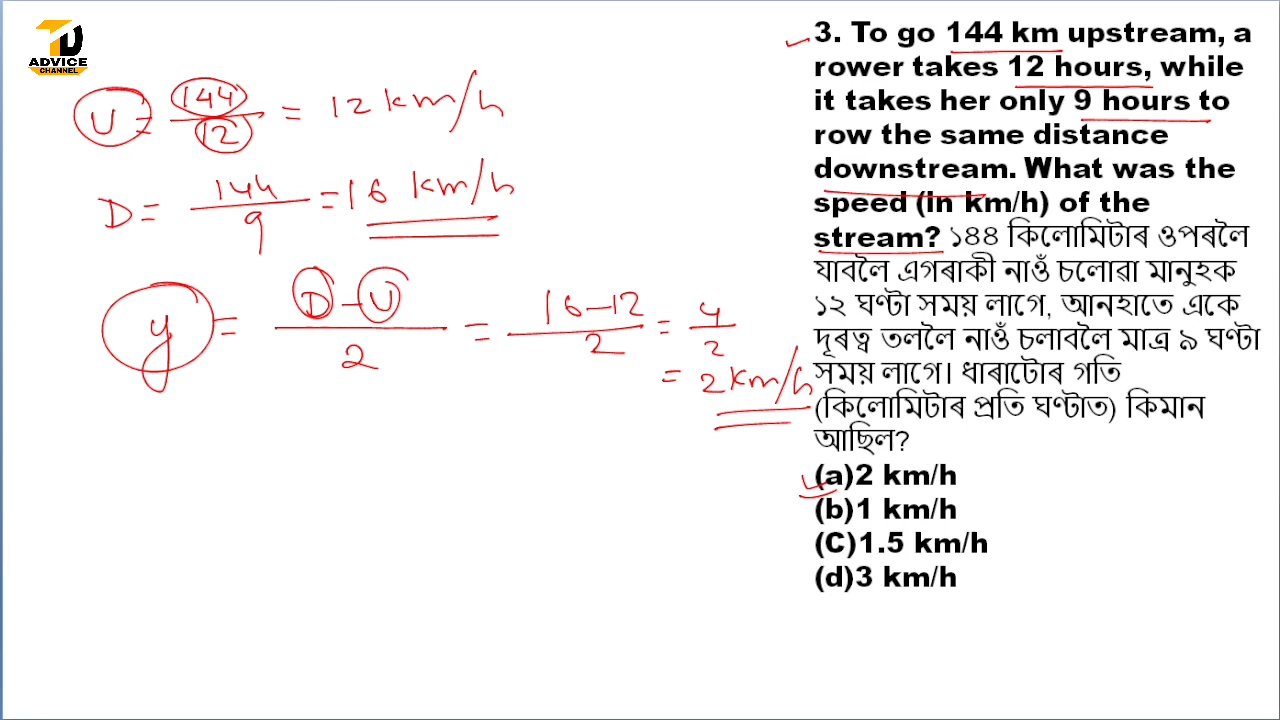 TU
ADVICE
CHANNEL
U = 144/12 = 12 km/h
D = 144/9 = 16 km/h
y = D-U/2 = 16-12/2 = 4/2
= 2 km/h
3. To go 144 km upstream, a
rower takes 12 hours, while
it takes her only 9 hours to
row the same distance
downstream. What was the
speed (in km/h) of the
stream? ১৪৪ কিলোমিটাৰ ওপৰলৈ
যাবলৈ এগৰাকী নাওঁ চলোৱা মানুহক
১২ ঘণ্টা সময় লাগে, আনহাতে একে
দূৰত্ব তললৈ নাওঁ চলাবলৈ মাত্ৰ ৯ ঘণ্টা
সময় লাগে। ধাৰাটোৰ গতি
(কিলোমিটাৰ প্ৰতি ঘণ্টাত) কিমান
আছিল?
(a)2 km/h
(b)1 km/h
(C)1.5 km/h
(d)3 km/h